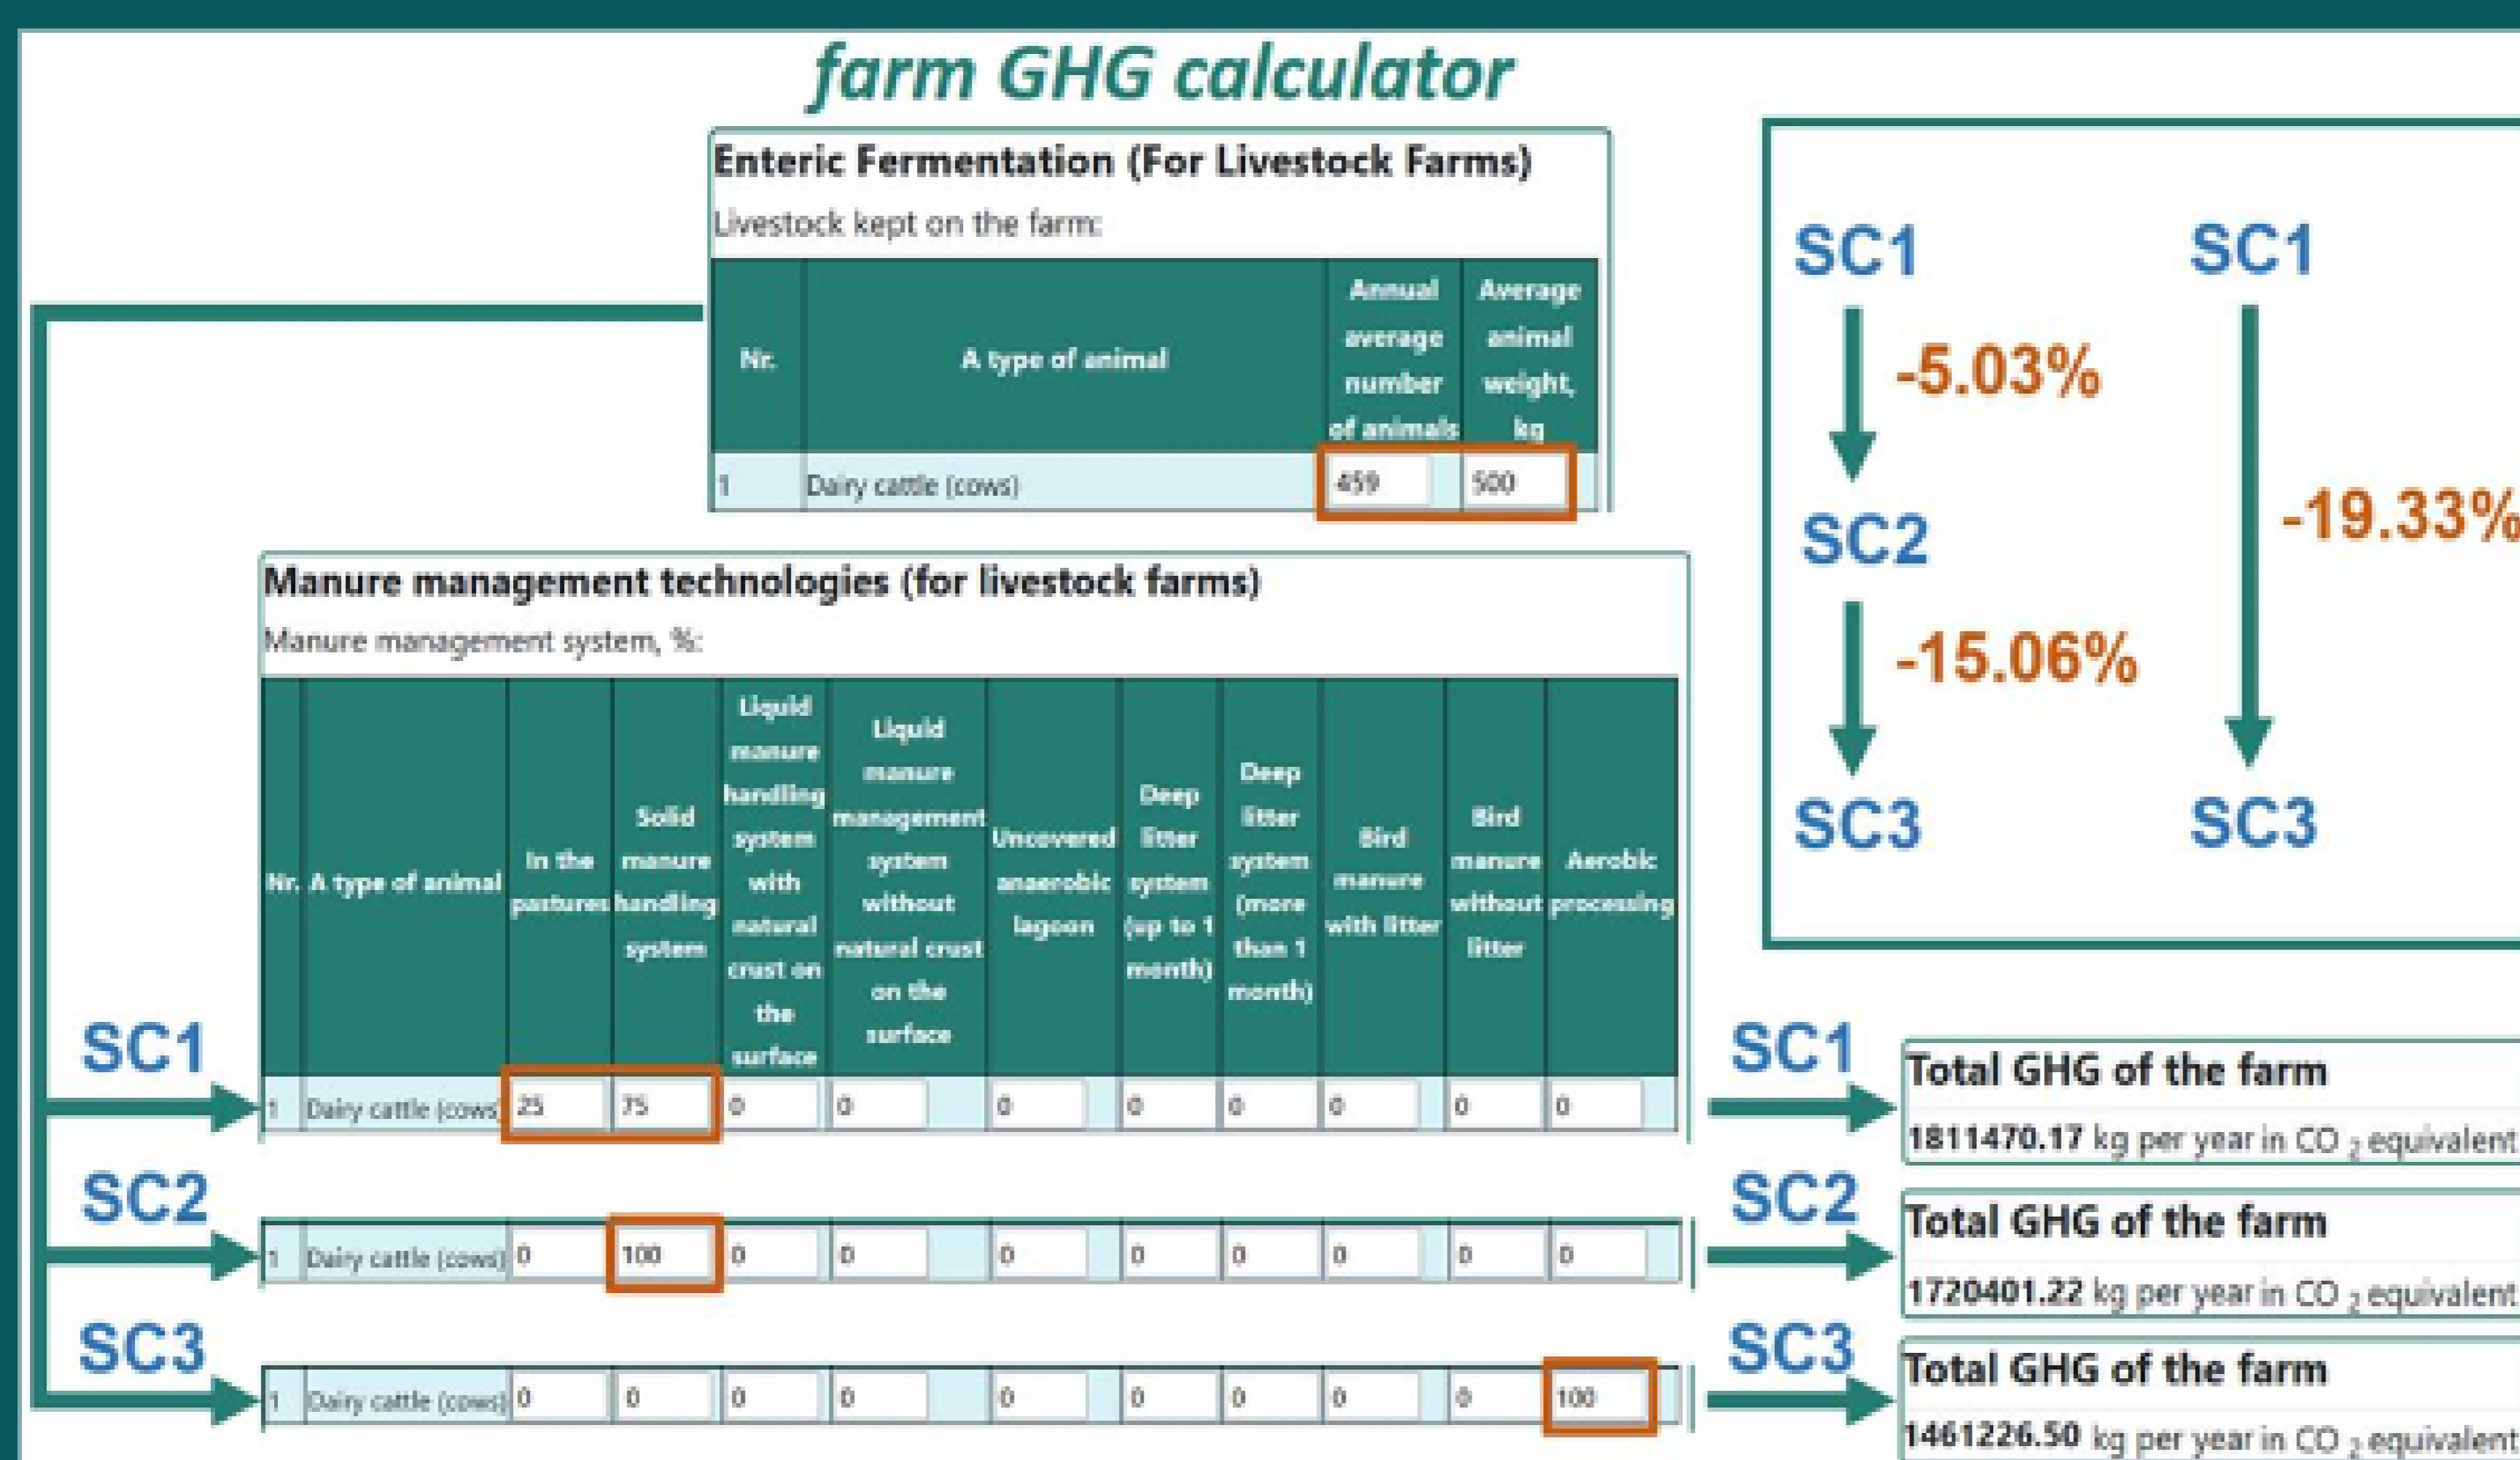 farm GHG calculator
Enteric Fermentation (For Livestock Farms)
Livestock kept on the farm:
Nr.
A type of animal
Annual
average
number
of animals
Average
animal
weight,
kg
1
Dairy cattle (cows)
459
500
Manure management technologies (for livestock farms)
Manure management system, %:
Nr.
A type of animal
In the
pastures
Solid
manure
handling
system
Liquid
manure
handling
system
with
natural
crust on
the
surface
Liquid
manure
management
system
without
natural crust
on the
surface
Uncovered
anaerobic
lagoon
Deep
litter
system
(up to 1
month)
Deep
litter
system
(more
than 1
month)
Bird
manure
with litter
Bird
manure
without
litter
Aerobic
processing
SC1
1 Dairy cattle (cows) 25 75 0 0 0 0 0 0 0 0
SC2
1 Dairy cattle (cows) 0 100 0 0 0 0 0 0 0 0
SC3
1 Dairy cattle (cows) 0 0 0 0 0 0 0 0 0 100
SC1
-5.03%
SC2
-15.06%
SC3
SC1
-19.33%
SC3
SC1
Total GHG of the farm
1811470.17 kg per year in CO 2 equivalent
SC2
Total GHG of the farm
1720401.22 kg per year in CO 2 equivalent
SC3
Total GHG of the farm
1461226.50 kg per year in CO 2 equivalent